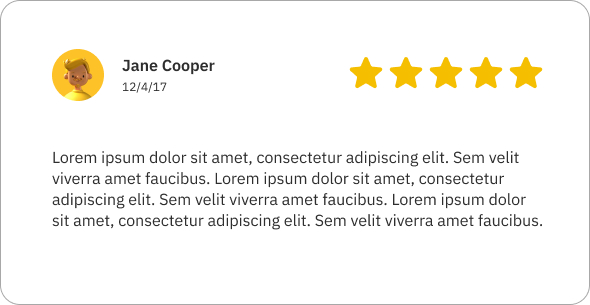 Jane Cooper
12/4/17
Lorem ipsum dolor sit amet, consectetur adipiscing elit. Sem velit
viverra amet faucibus. Lorem ipsum dolor sit amet, consectetur
adipiscing elit. Sem velit viverra amet faucibus. Lorem ipsum dolor
sit amet, consectetur adipiscing elit. Sem velit viverra amet faucibus.